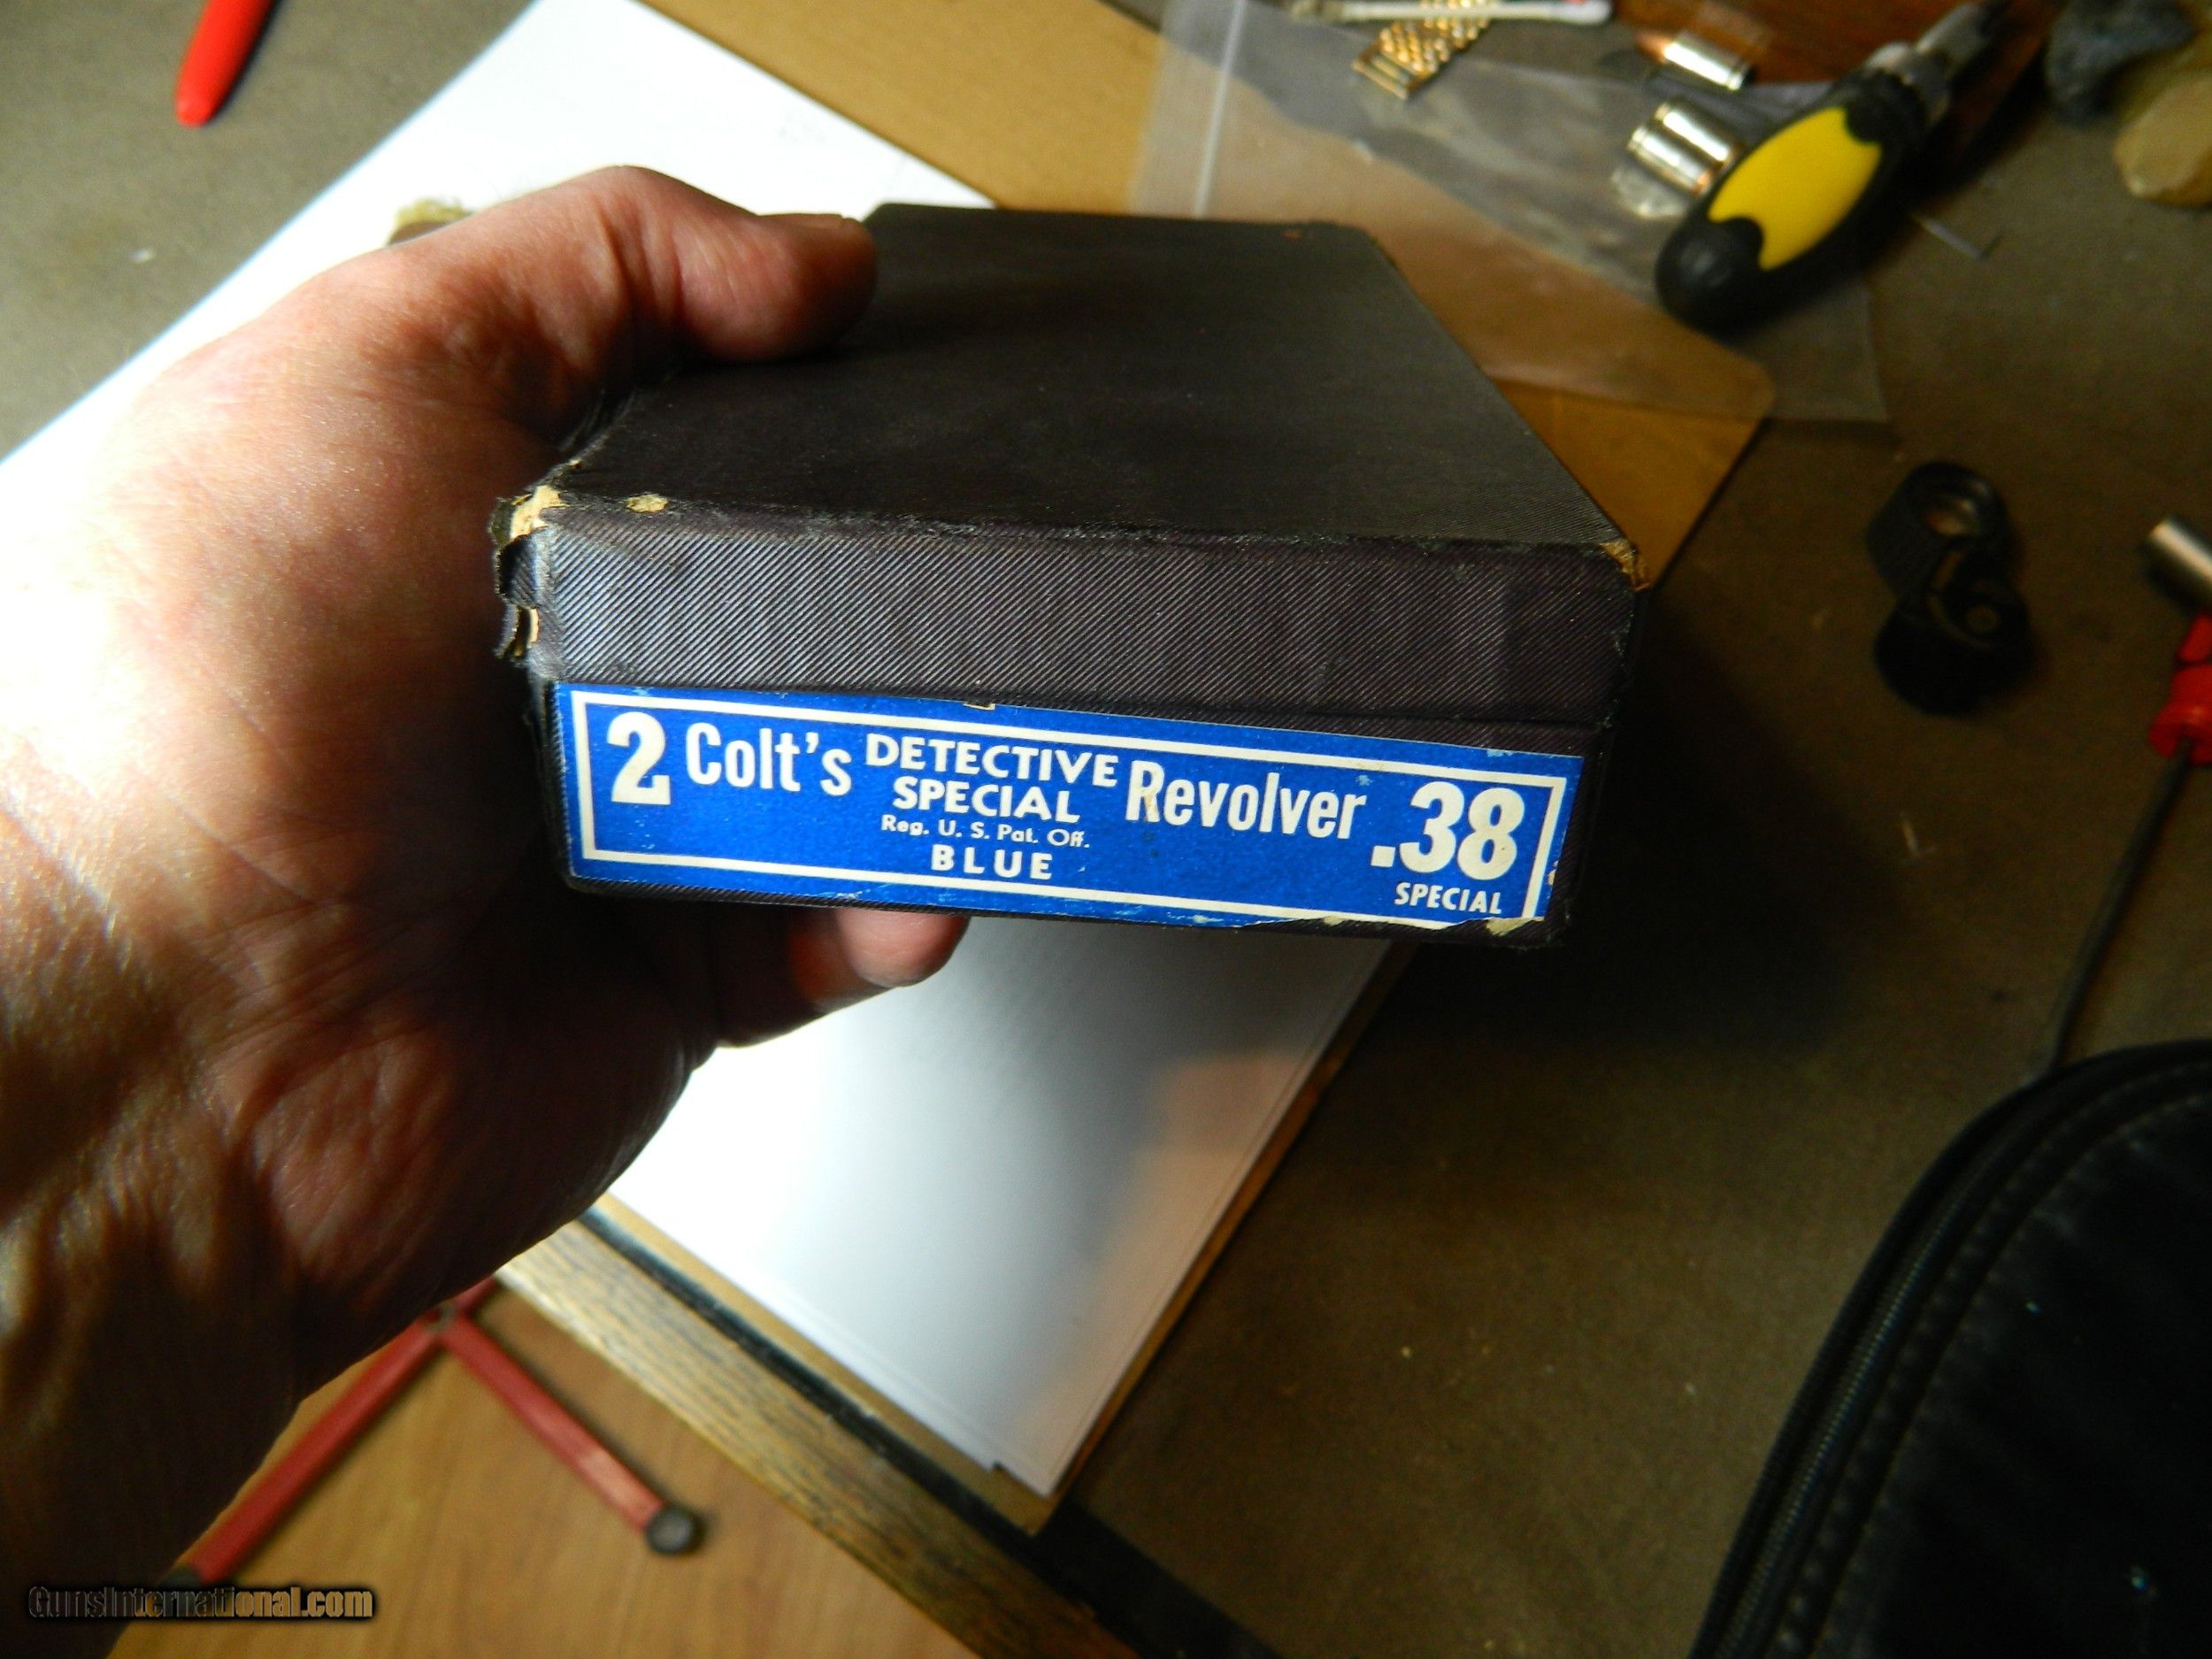 2 Colt's DETECTIVE SPECIAL Revolver .38
Reg. U. S. Pat. Off.
BLUE
SPECIAL
GunsInternational.com